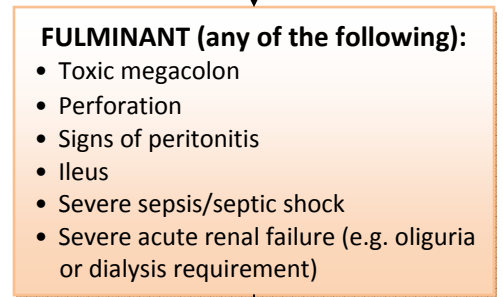 FULMINANT (any of the following):
• Toxic megacolon
• Perforation
• Signs of peritonitis
• Ileus
• Severe sepsis/septic shock
• Severe acute renal failure (e.g. oliguria
or dialysis requirement)